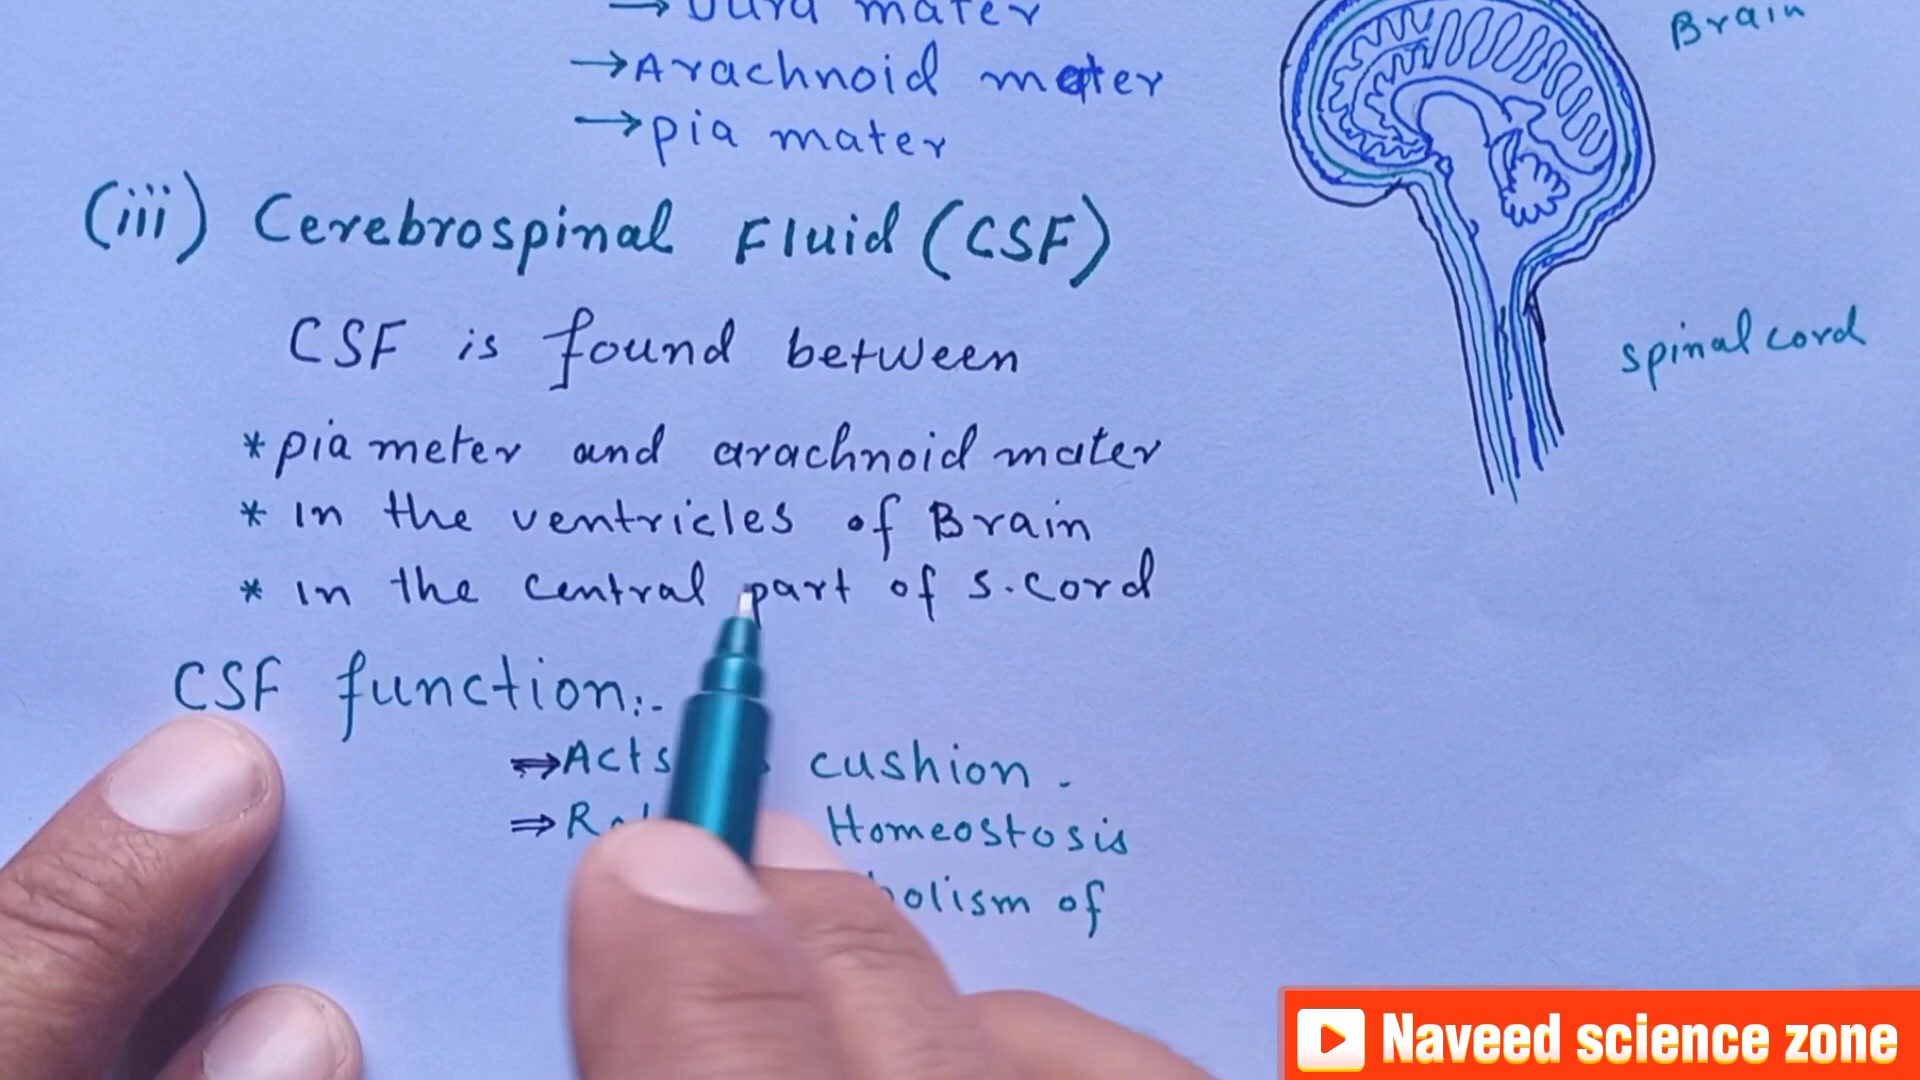 → Dura mater
→ Arachnoid mater
→ pia mater
(iii) Cerebrospinal Fluid (CSF)
CSF is found between
* pia meter and arachnoid mater
* in the ventricles of Brain
* in the central part of s.cord
CSF function:-
⇒ Acts cushion.
⇒ Homeostosis
of
Brain
spinal cord
Naveed science zone